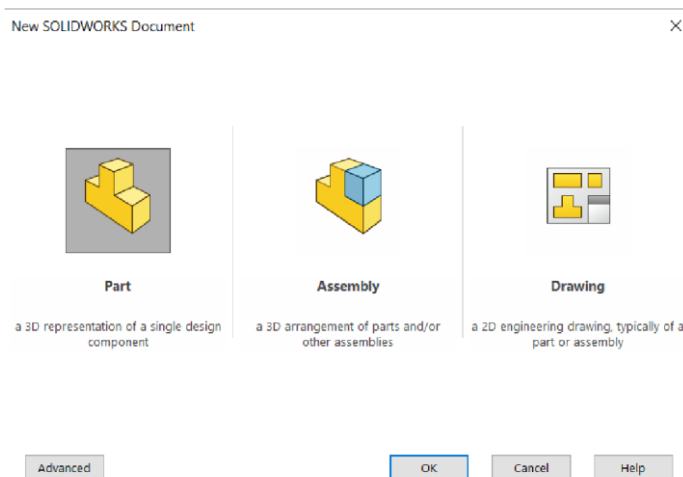 New SOLIDWORKS Document
Part
a 3D representation of a single design
component
Assembly
a 3D arrangement of parts and/or
other assemblies
Drawing
a 2D engineering drawing, typically of a
part or assembly
Advanced
OK
Cancel
Help